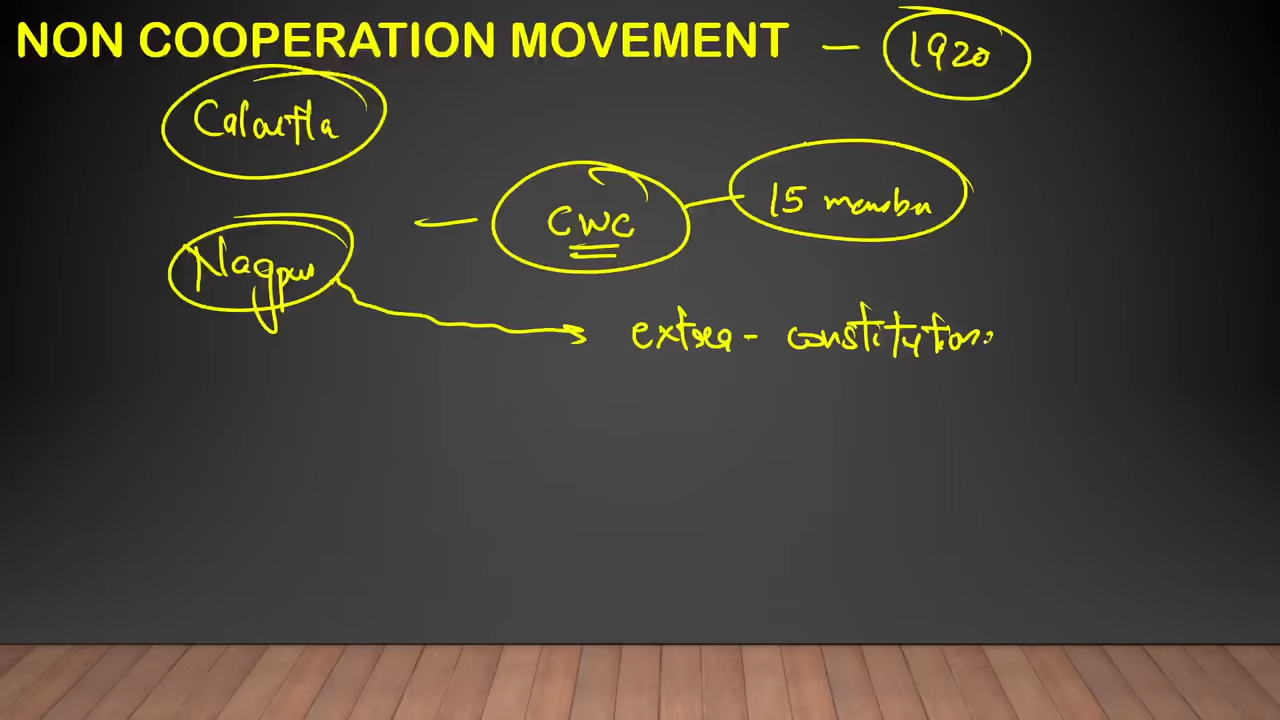 NON COOPERATION MOVEMENT — 1920
Calcutta
CWC — 15 member
Nagpur
extra - constitution